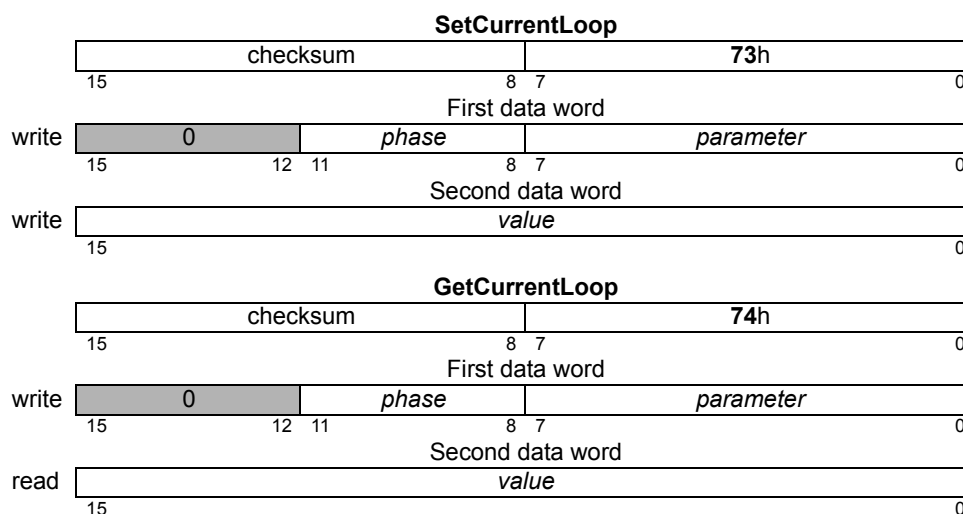 SetCurrentLoop
checksum 73h
15 8 7 0
First data word
write 0 phase parameter
15 12 11 8 7 0
Second data word
write value
15 0
GetCurrentLoop
checksum 74h
15 8 7 0
First data word
write 0 phase parameter
15 12 11 8 7 0
Second data word
read value
15 0